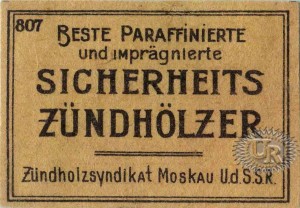 807
Beste Paraffinierte
und imprägnierte
SICHERHEITS
ZÜNDHÖLZER
Zündholzsyndikat Moskau U.d.S.S.R.